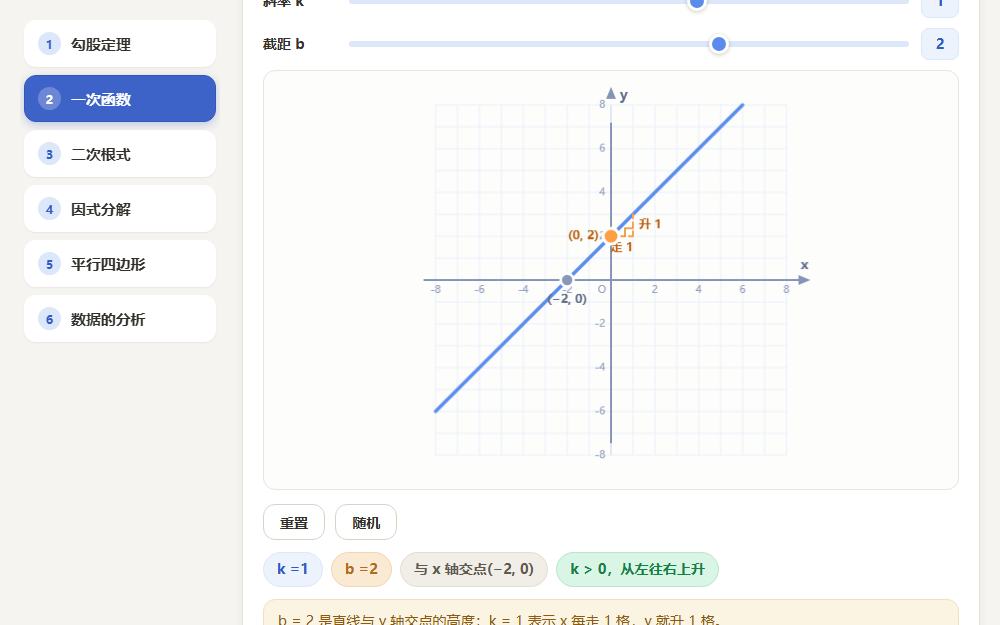 斜率 k
1
截距 b
2
1 勾股定理
2 一次函数
3 二次根式
4 因式分解
5 平行四边形
6 数据的分析
y
8
6
4
(0, 2)
升 1
走 1
x
-8 -6 -4 -2 O 2 4 6 8
(−2, 0)
-2
-4
-6
-8
重置 随机
k =1 b =2 与 x 轴交点(−2, 0) k > 0，从左往右上升
b = 2 是直线与 y 轴交点的高度；k = 1 表示 x 每走 1 格，y 就升 1 格。